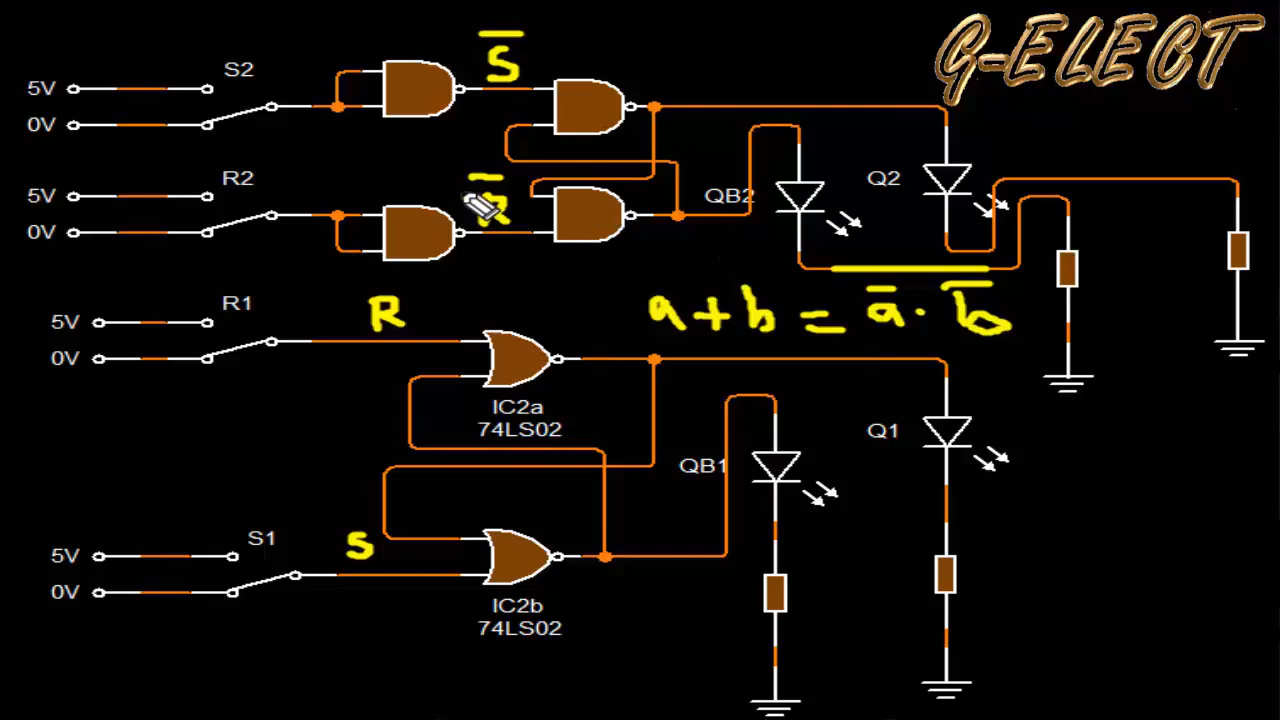 G-ELECT
S̅
5V
S2
0V
R2
5V
QB2
Q2
R̅
0V
R1
R
a + b = a̅ . b̅
5V
0V
IC2a
74LS02
Q1
QB1
S1
S
5V
0V
IC2b
74LS02